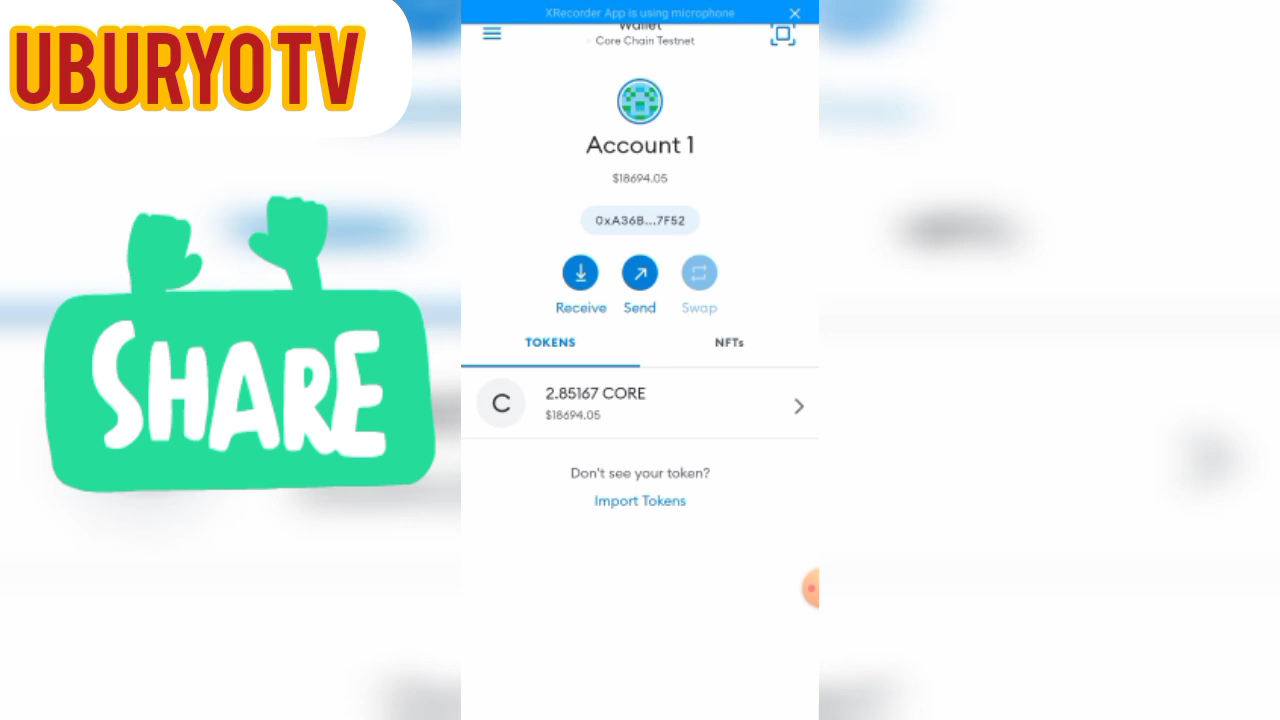 UBURYO TV
SHARE
XRecorder App is using microphone
Wallet
Core Chain Testnet
Account 1
$18694.05
0xA36B...7F52
Receive
Send
Swap
TOKENS
NFTs
C
2.85167 CORE
$18694.05
Don't see your token?
Import Tokens